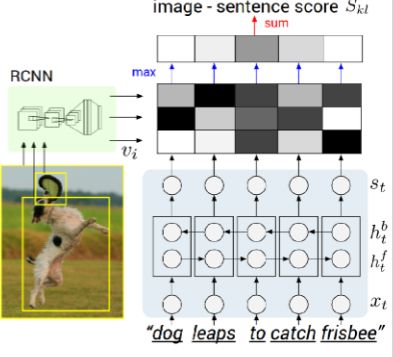 image - sentence score S_{kl}
sum
RCNN
max
v_i
s_t
h_t^b
h_t^f
x_t
“dog leaps to catch frisbee”